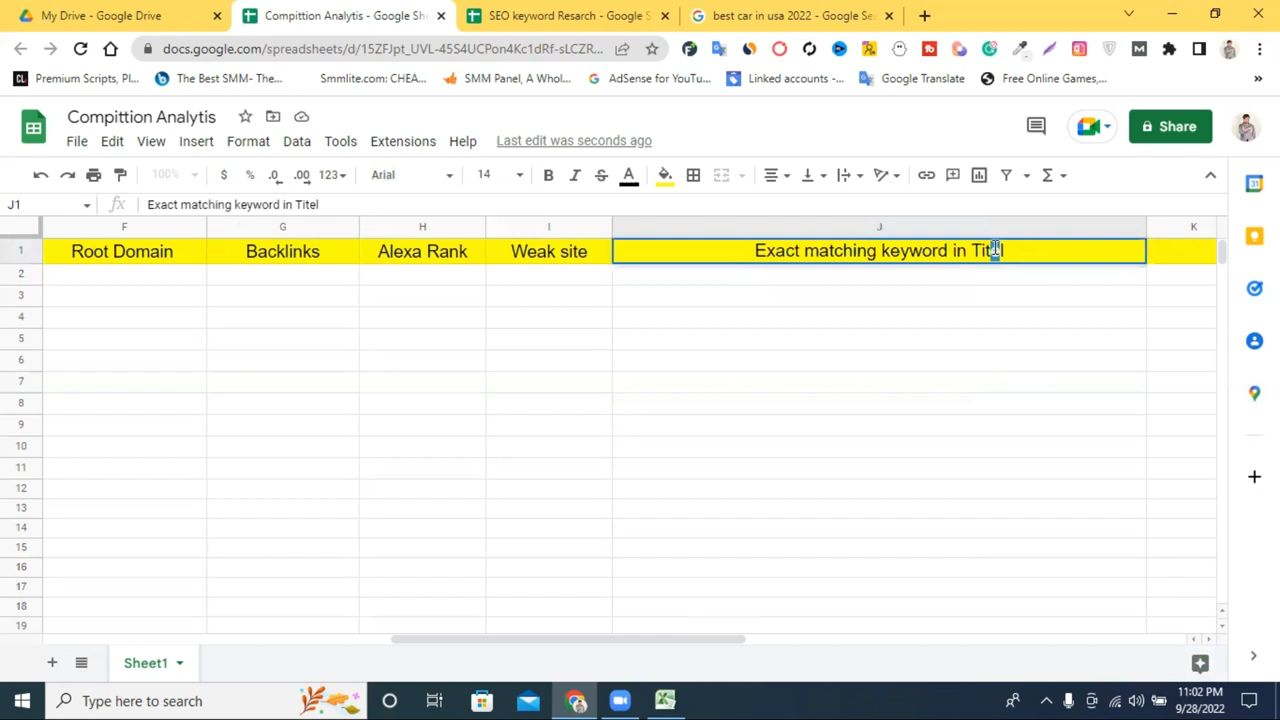 My Drive - Google Drive
Compittion Analytis - Google She
SEO keyword Resarch - Google S
best car in usa 2022 - Google Sea
docs.google.com/spreadsheets/d/15ZFJpt_UVL-45S4UCPon4Kc1dRf-sLCZR...
Premium Scripts, Pl...
The Best SMM- The...
Smmlite.com: CHEA...
SMM Panel, A Whol...
AdSense for YouTu...
Linked accounts -...
Google Translate
Free Online Games,...
Compittion Analytis
Share
File Edit View Insert Format Data Tools Extensions Help
Last edit was seconds ago
100% $ % .0 .00 123 Arial 14 B I S A
J1 fx Exact matching keyword in Titel
F G H I J K
1 Root Domain Backlinks Alexa Rank Weak site Exact matching keyword in Titel
2
3
4
5
6
7
8
9
10
11
12
13
14
15
16
17
18
19
Sheet1
Type here to search
11:02 PM
9/28/2022